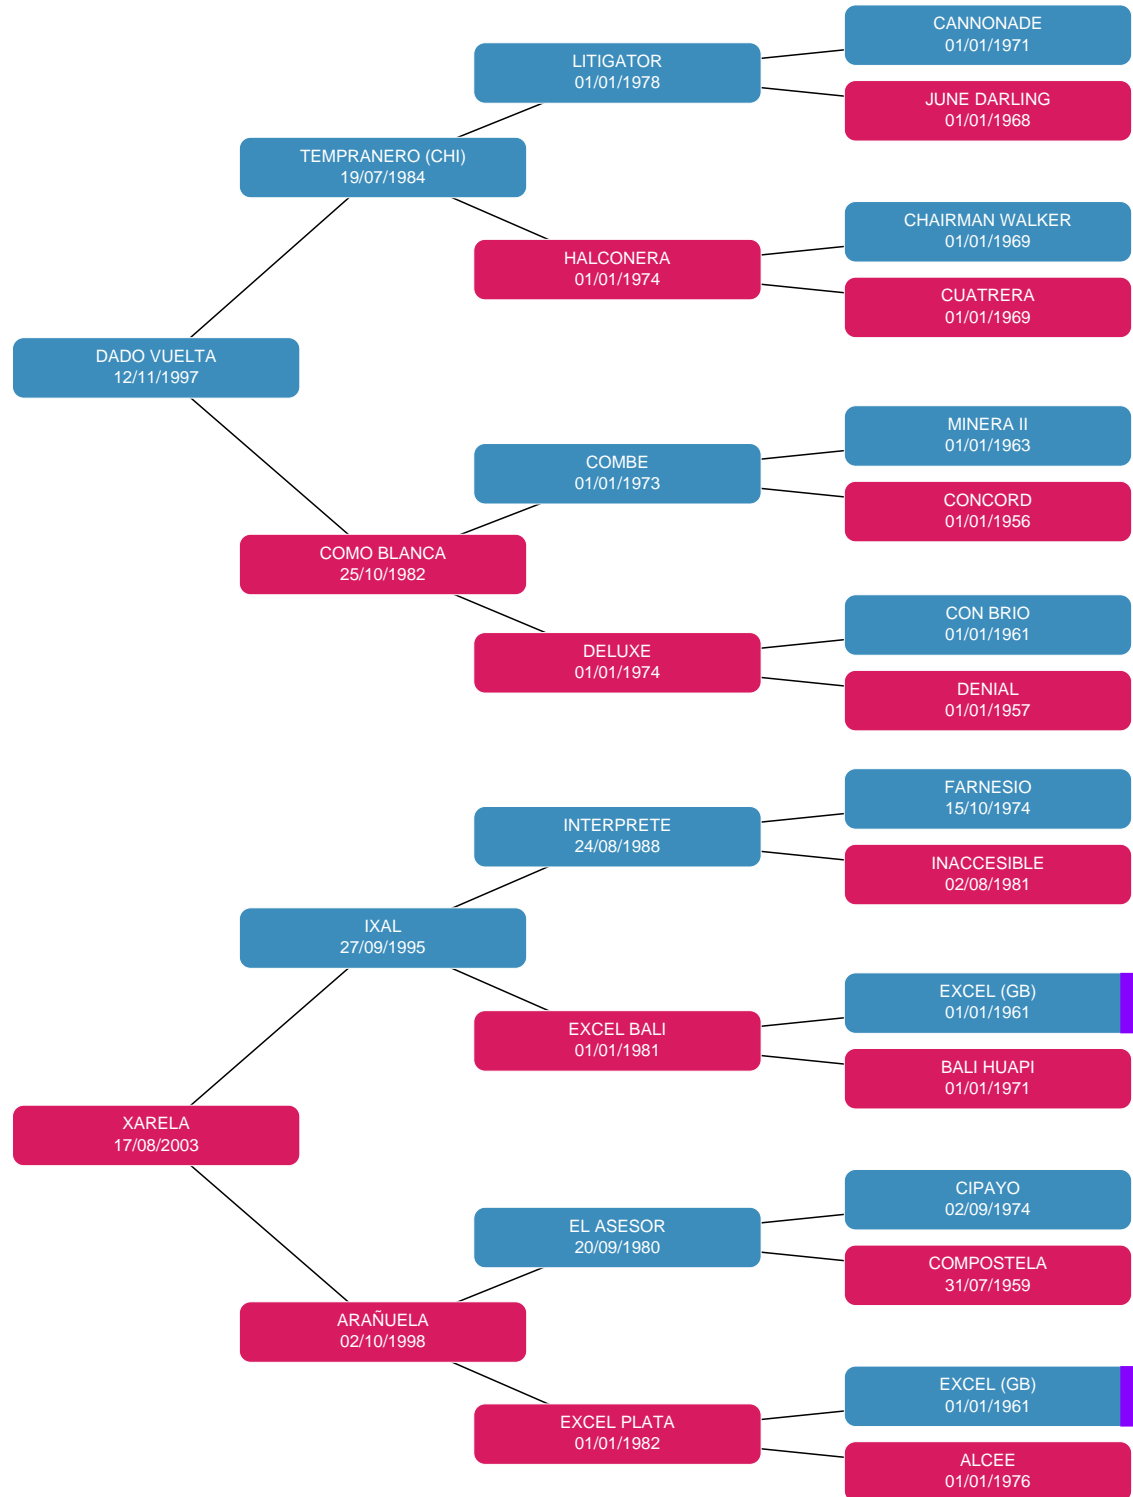 CANNONADE
01/01/1971
LITIGATOR
01/01/1978
JUNE DARLING
01/01/1968
TEMPRANERO (CHI)
19/07/1984
CHAIRMAN WALKER
01/01/1969
HALCONERA
01/01/1974
CUATRERA
01/01/1969
DADO VUELTA
12/11/1997
MINERA II
01/01/1963
COMBE
01/01/1973
CONCORD
01/01/1956
COMO BLANCA
25/10/1982
CON BRIO
01/01/1961
DELUXE
01/01/1974
DENIAL
01/01/1957
FARNESIO
15/10/1974
INTERPRETE
24/08/1988
INACCESIBLE
02/08/1981
IXAL
27/09/1995
EXCEL (GB)
01/01/1961
EXCEL BALI
01/01/1981
BALI HUAPI
01/01/1971
XARELA
17/08/2003
CIPAYO
02/09/1974
EL ASESOR
20/09/1980
COMPOSTELA
31/07/1959
ARAÑUELA
02/10/1998
EXCEL (GB)
01/01/1961
EXCEL PLATA
01/01/1982
ALCEE
01/01/1976